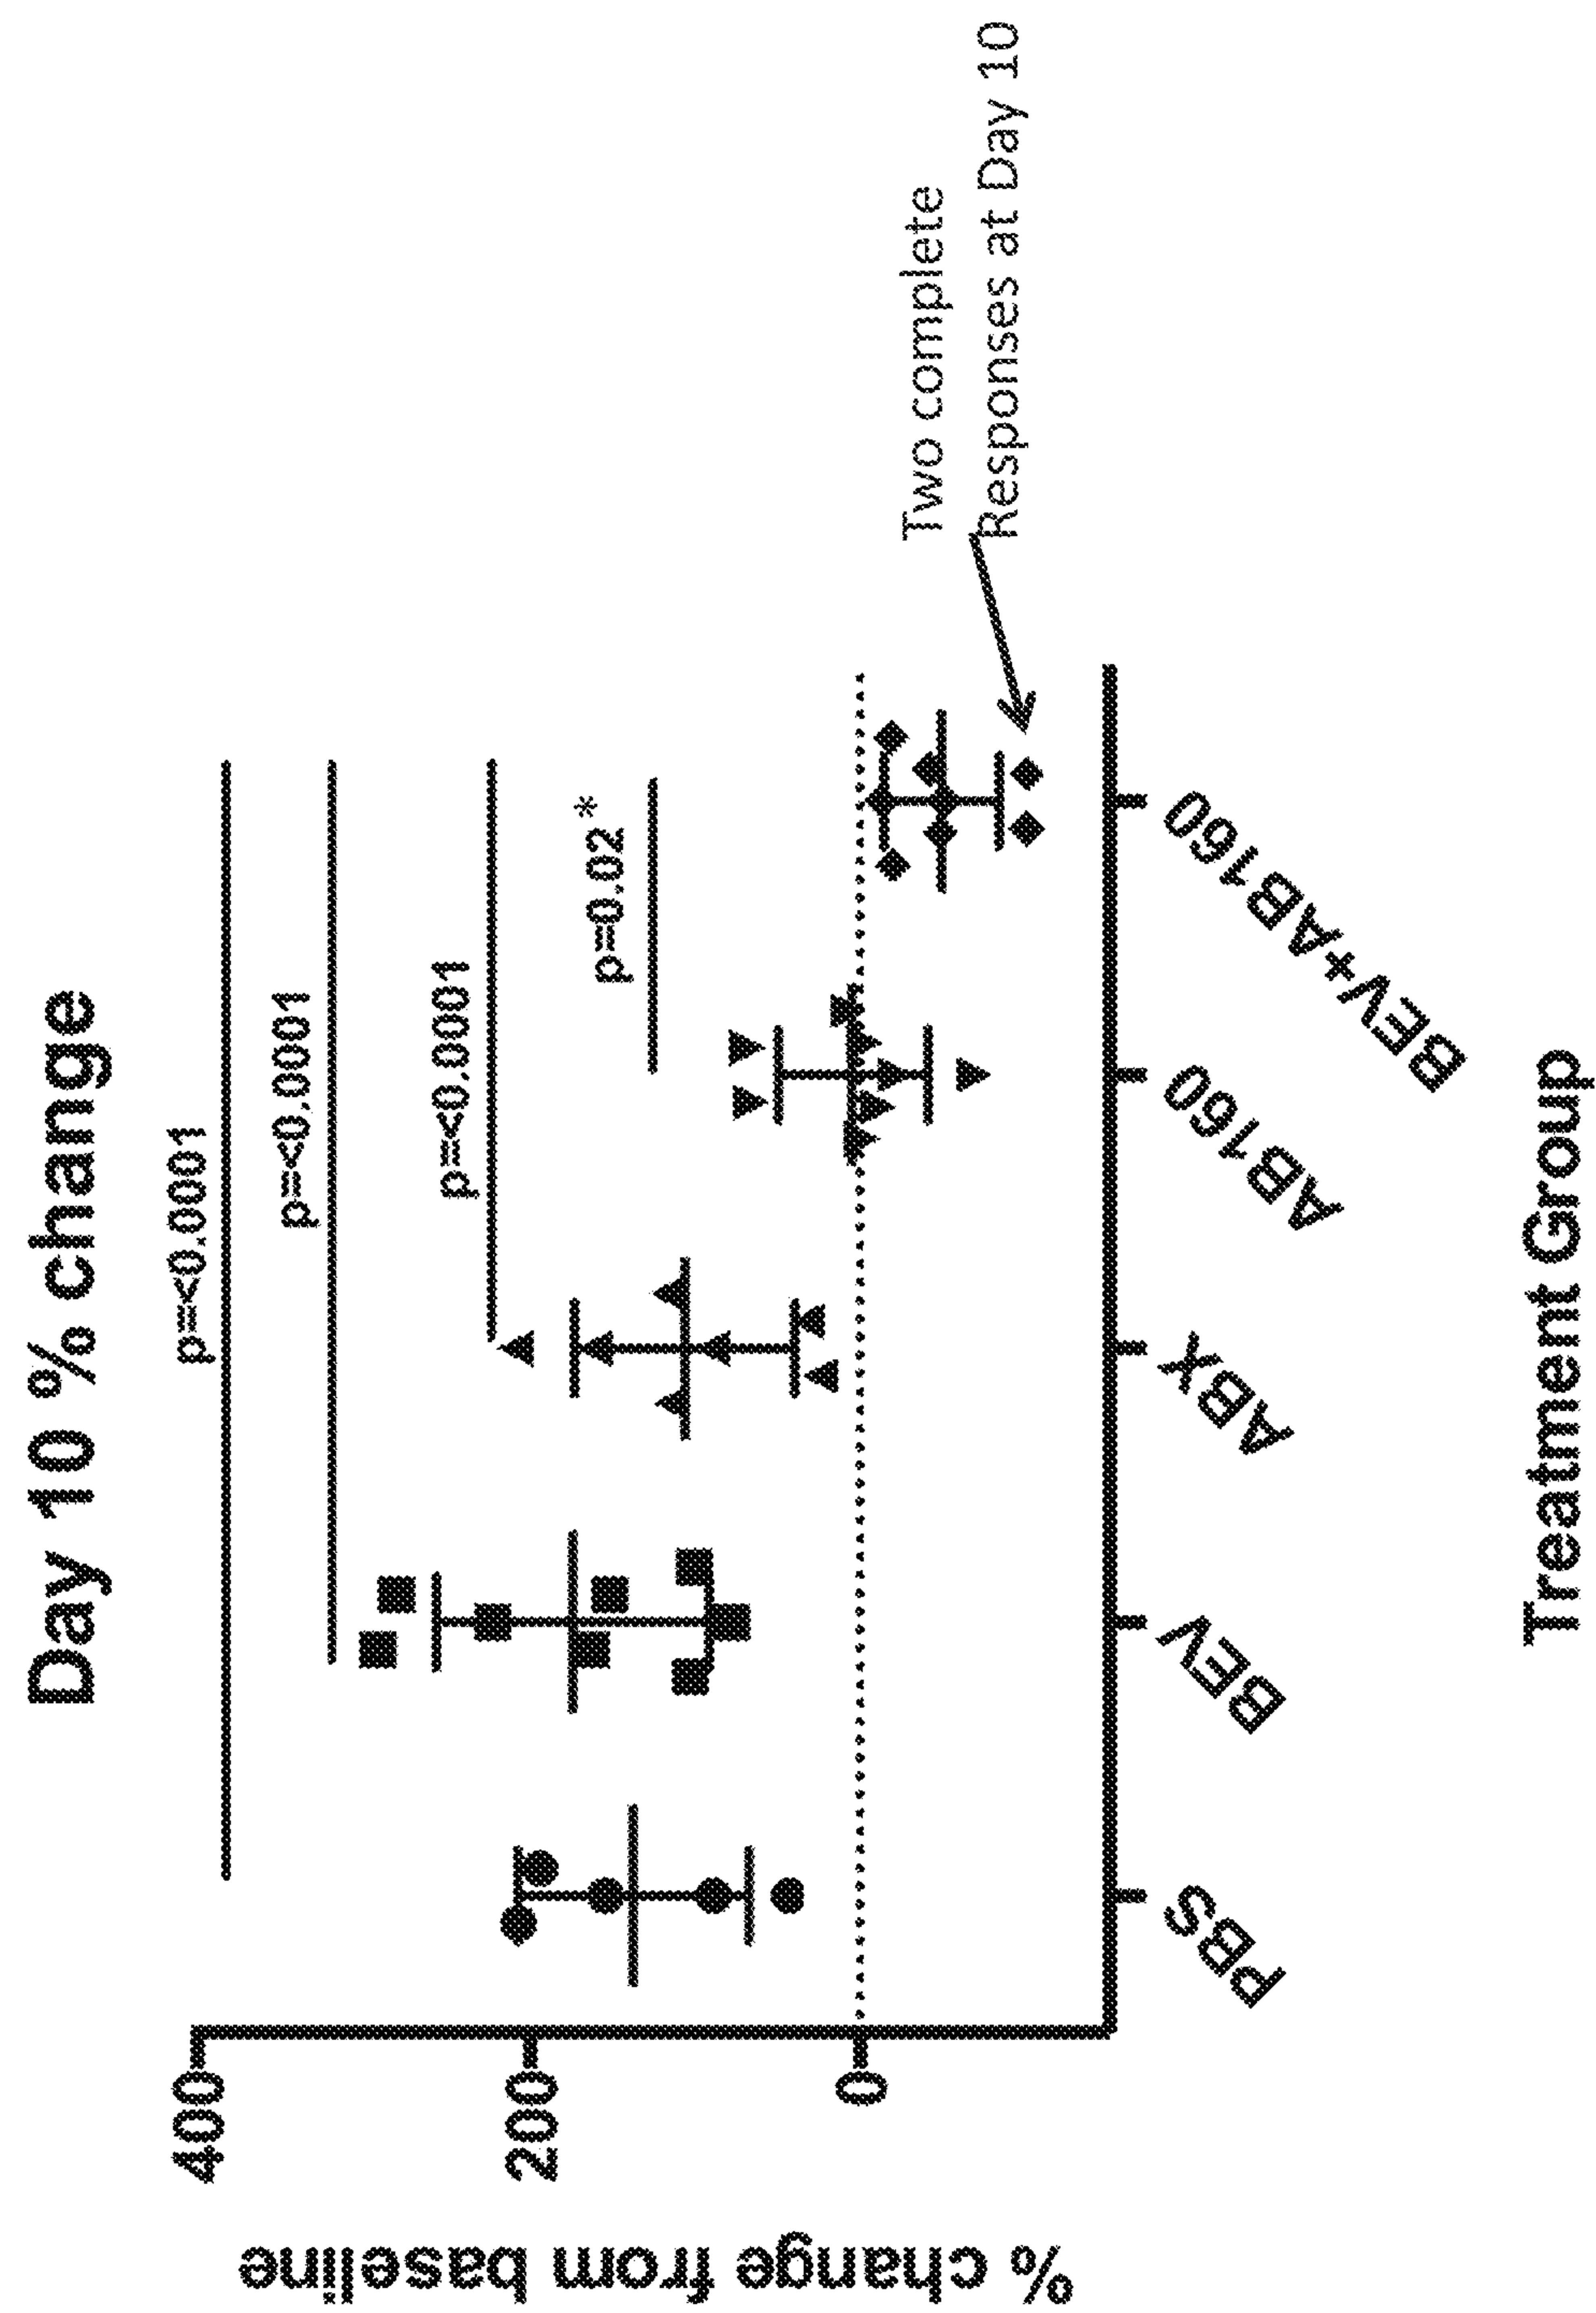 Day 10 % change
p=<0.0001
p=<0.0001
p=<0.0001
p=0.02*
Two complete
Responses at Day 10
% change from baseline
400
200
0
PBS
BEV
ABX
AB160
BEV+AB160
Treatment Group